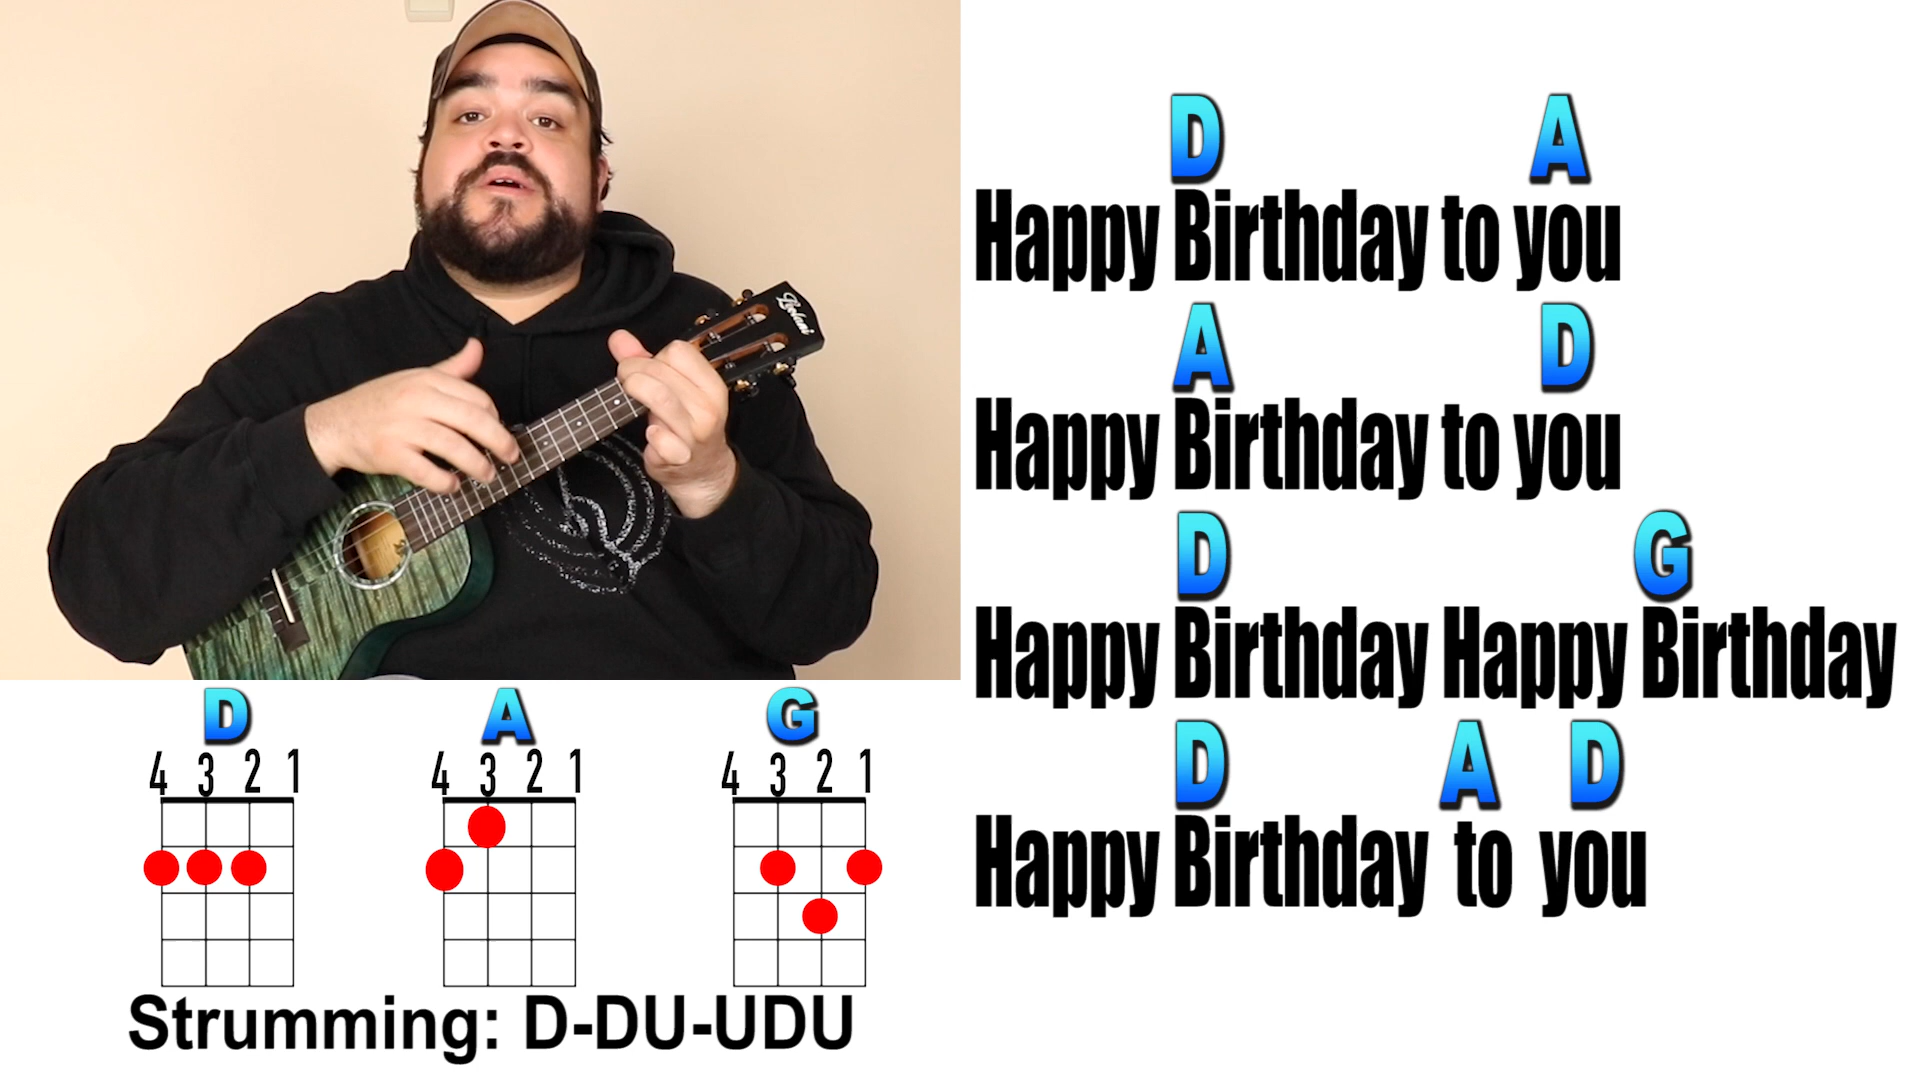 D A
Happy Birthday to you
A D
Happy Birthday to you
D G
Happy Birthday Happy Birthday
D A D
Happy Birthday to you
D A G
4 3 2 1 4 3 2 1 4 3 2 1
Strumming: D-DU-UDU